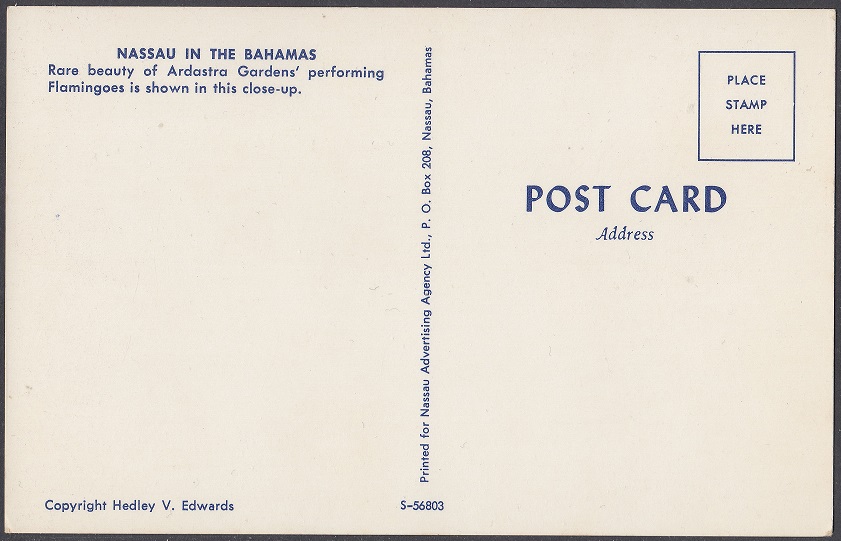 NASSAU IN THE BAHAMAS
Rare beauty of Ardastra Gardens' performing
Flamingoes is shown in this close-up.
Copyright Hedley V. Edwards
Printed for Nassau Advertising Agency Ltd., P. O. Box 208, Nassau, Bahamas
S-56803
PLACE
STAMP
HERE
POST CARD
Address